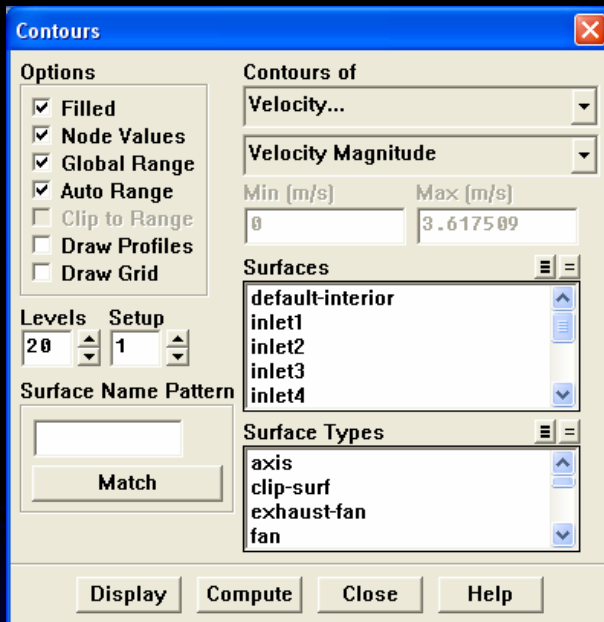 Contours
Options
Filled
Node Values
Global Range
Auto Range
Clip to Range
Draw Profiles
Draw Grid
Levels Setup
20 1
Surface Name Pattern
Match
Contours of
Velocity...
Velocity Magnitude
Min (m/s) Max (m/s)
0 3.617509
Surfaces
default-interior
inlet1
inlet2
inlet3
inlet4
Surface Types
axis
clip-surf
exhaust-fan
fan
Display Compute Close Help